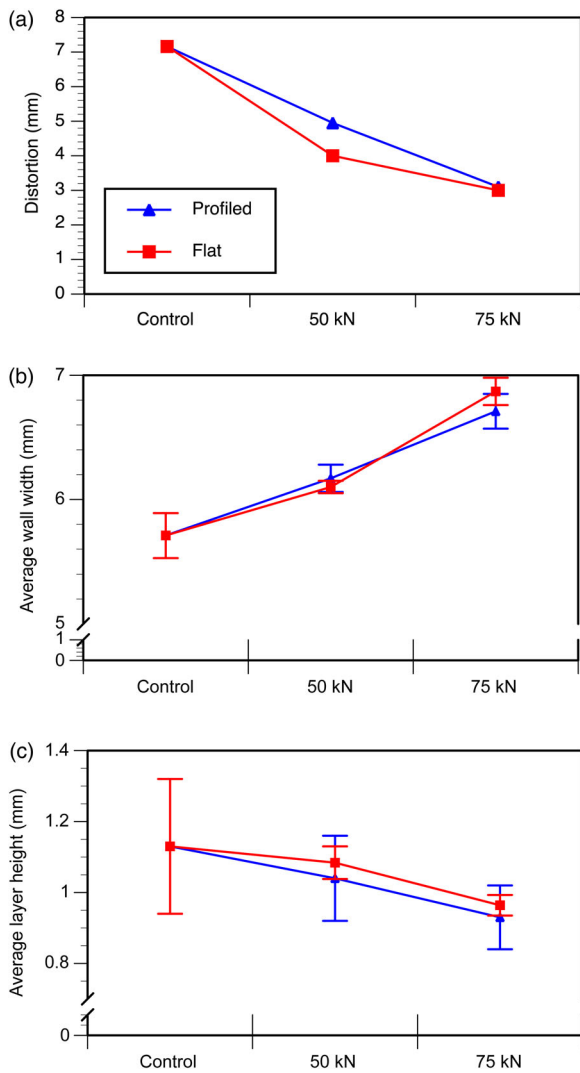 (a)
8
7
6
5
4
3
2
1
0
Distortion (mm)
Profiled
Flat
Control 50 kN 75 kN
(b)
7
6
5
1
0
Average wall width (mm)
Control 50 kN 75 kN
(c)
1.4
1.2
1
0.8
0
Average layer height (mm)
Control 50 kN 75 kN